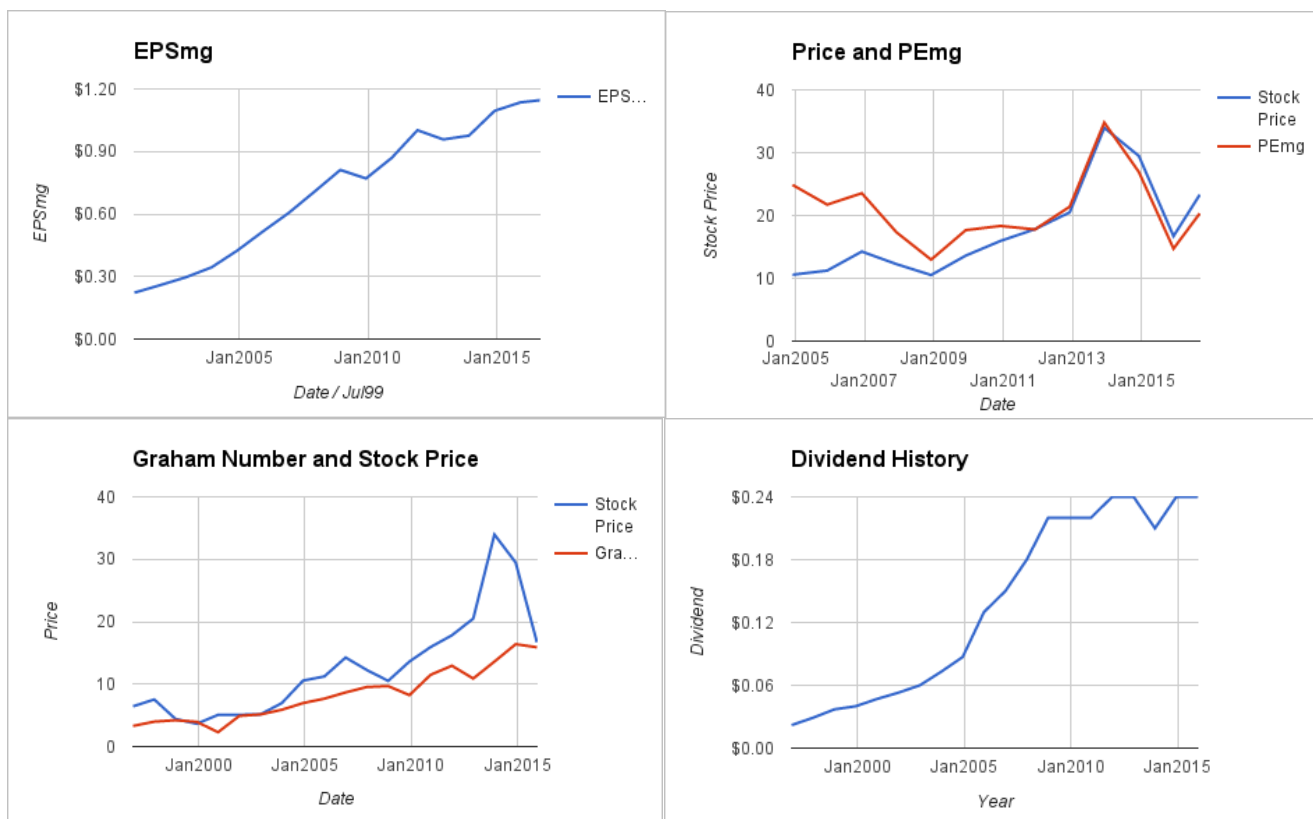 EPSmg
$1.20
$0.90
$0.60
$0.30
$0.00
EPSmg
Jan2005
Jan2010
Jan2015
Date / Jul99
EPS...
Price and PEmg
40
30
20
10
0
Stock Price
Jan2005
Jan2007
Jan2009
Jan2011
Jan2013
Jan2015
Date
Stock
Price
PEmg
Graham Number and Stock Price
40
30
20
10
0
Price
Jan2000
Jan2005
Jan2010
Jan2015
Date
Stock
Price
Gra...
Dividend History
$0.24
$0.18
$0.12
$0.06
$0.00
Dividend
Jan2000
Jan2005
Jan2010
Jan2015
Year